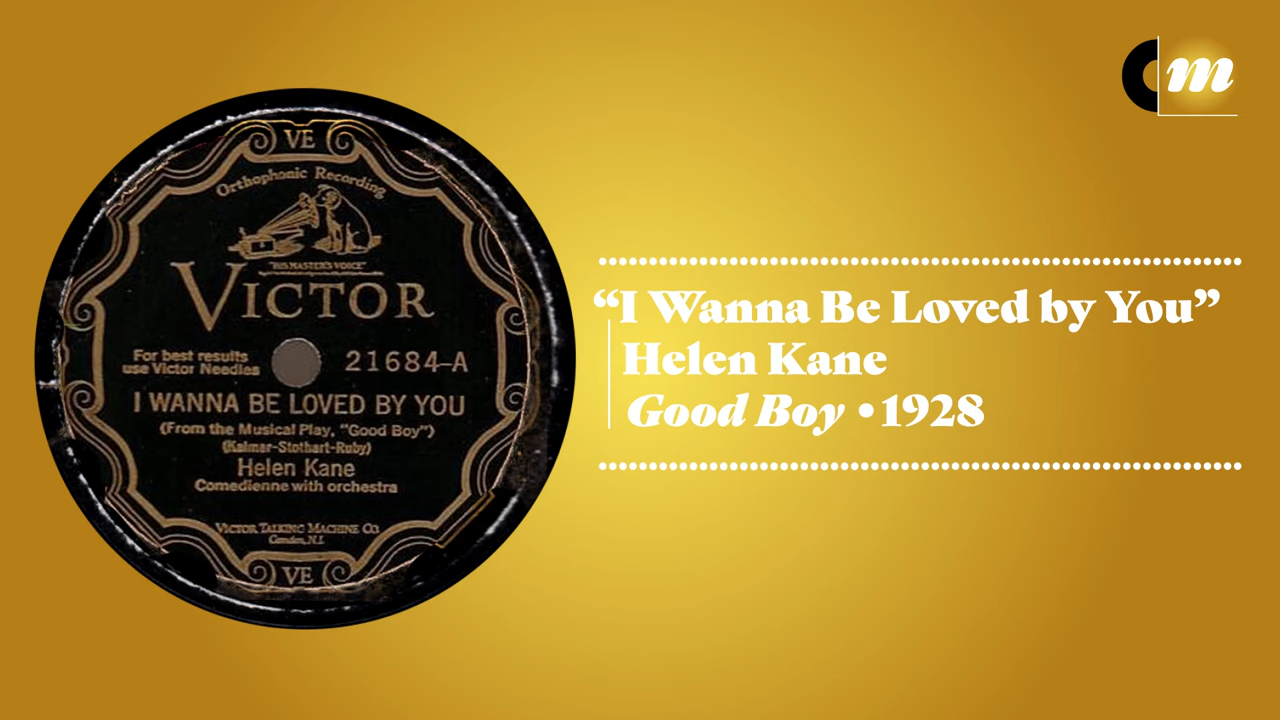 VE
Orthophonic Recording
"HIS MASTER'S VOICE"
VICTOR
For best results
use Victor Needles
21684-A
I WANNA BE LOVED BY YOU
(From the Musical Play, "Good Boy")
(Kalmar-Stothart-Ruby)
Helen Kane
Comedienne with orchestra
VICTOR TALKING MACHINE CO.
Camden, N.J.
VE
m
“I Wanna Be Loved by You”
Helen Kane
Good Boy • 1928